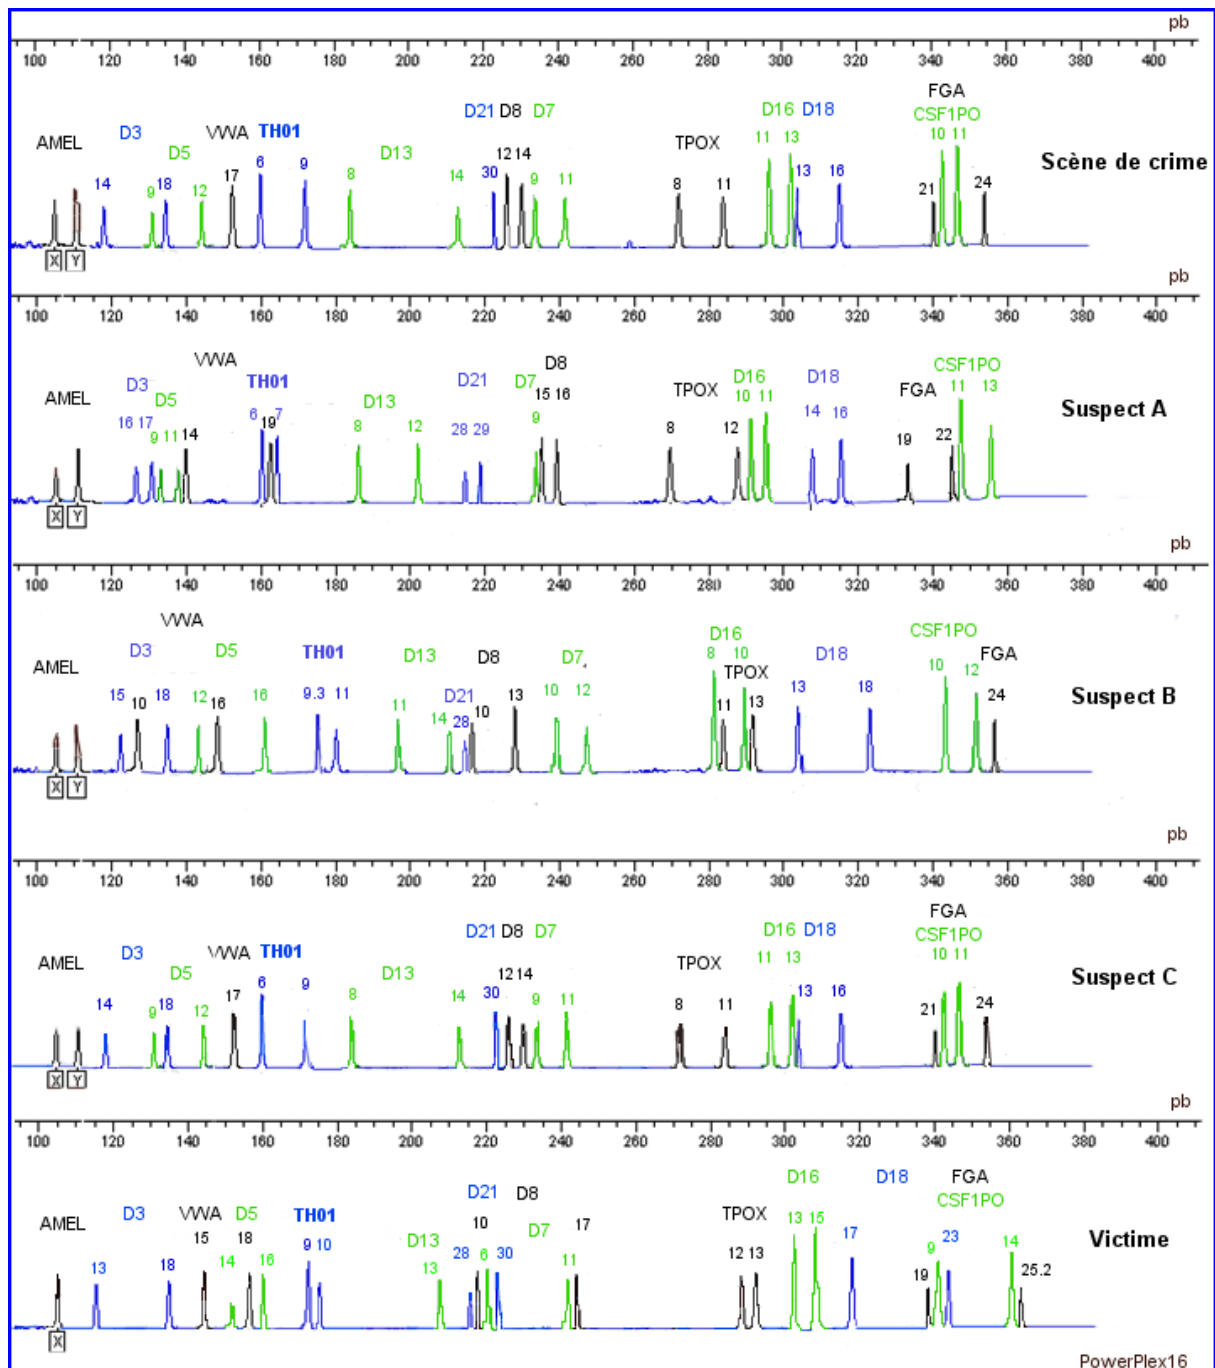 pb
100 120 140 160 180 200 220 240 260 280 300 320 340 360 380 400
FGA
D21 D8 D7 D16 D18 CSF1PO
AMEL D3 VWA TH01 TPOX
D5 D13
11 13 10 11
Scène de crime
14 9 18 12 17 6 9 8 14 30 12 14 9 11 8 11 13 16 21 24
X Y
pb
100 120 140 160 180 200 220 240 260 280 300 320 340 360 380 400
VWA D8 CSF1PO
D3 TH01 D21 D7 D16 D18
AMEL D5 D13 TPOX FGA
Suspect A
16 17 9 11 14 6 19 7 8 12 28 29 9 15 16 8 12 10 11 14 16 19 22 11 13
X Y
pb
100 120 140 160 180 200 220 240 260 280 300 320 340 360 380 400
VWA D16 CSF1PO
D3 D5 TH01 D13 D8 D7 D18 FGA
AMEL D21 TPOX
Suspect B
15 10 18 12 16 16 9.3 11 11 14 28 10 13 10 12 8 11 10 13 13 18 10 12 24
X Y
pb
100 120 140 160 180 200 220 240 260 280 300 320 340 360 380 400
FGA
D21 D8 D7 D16 D18 CSF1PO
AMEL D3 VWA TH01 TPOX
D5 D13
Suspect C
14 9 18 12 17 6 9 8 14 30 12 14 9 11 8 11 11 13 13 16 21 10 11 24
X Y
pb
100 120 140 160 180 200 220 240 260 280 300 320 340 360 380 400
D16 D18 FGA
D21 D8 CSF1PO
AMEL D3 VWA D5 TH01 D7 TPOX
D13
Victime
13 18 15 14 18 16 9 10 13 28 10 6 30 11 17 12 13 13 15 17 19 9 23 14 25.2
X
PowerPlex16